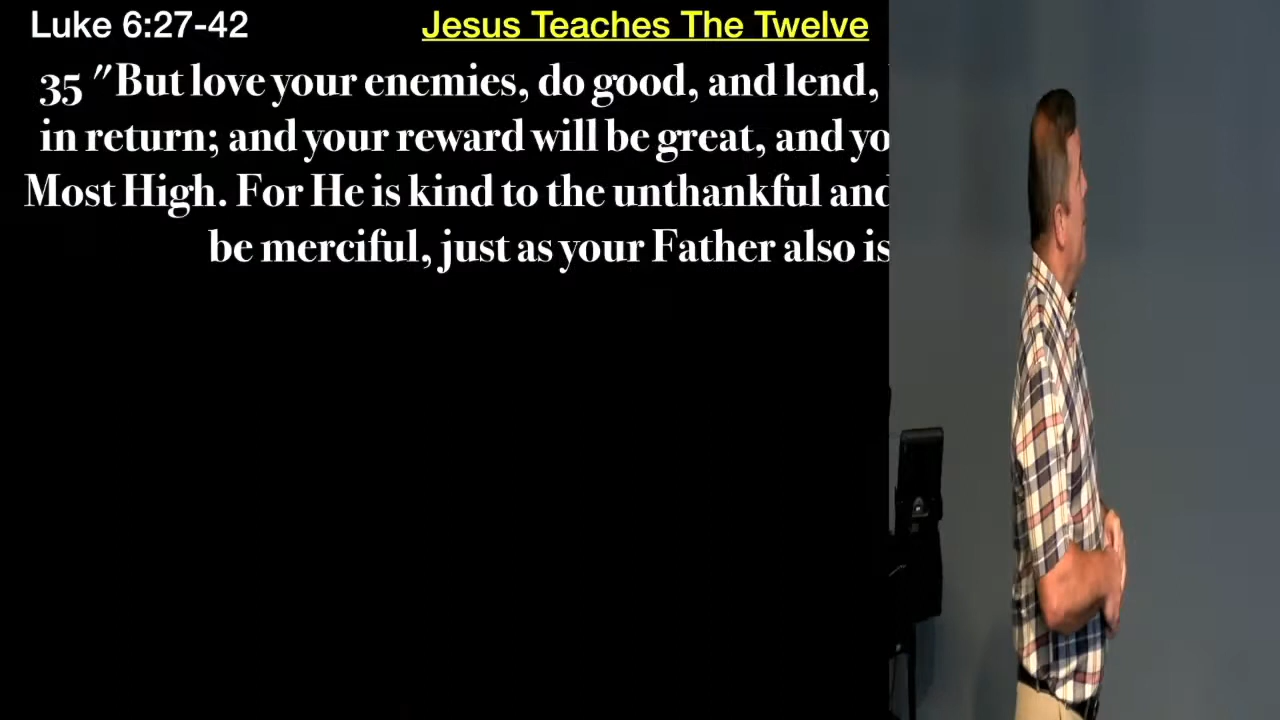 Luke 6:27-42 Jesus Teaches The Twelve
35 "But love your enemies, do good, and lend,
in return; and your reward will be great, and yo
Most High. For He is kind to the unthankful and
be merciful, just as your Father also is